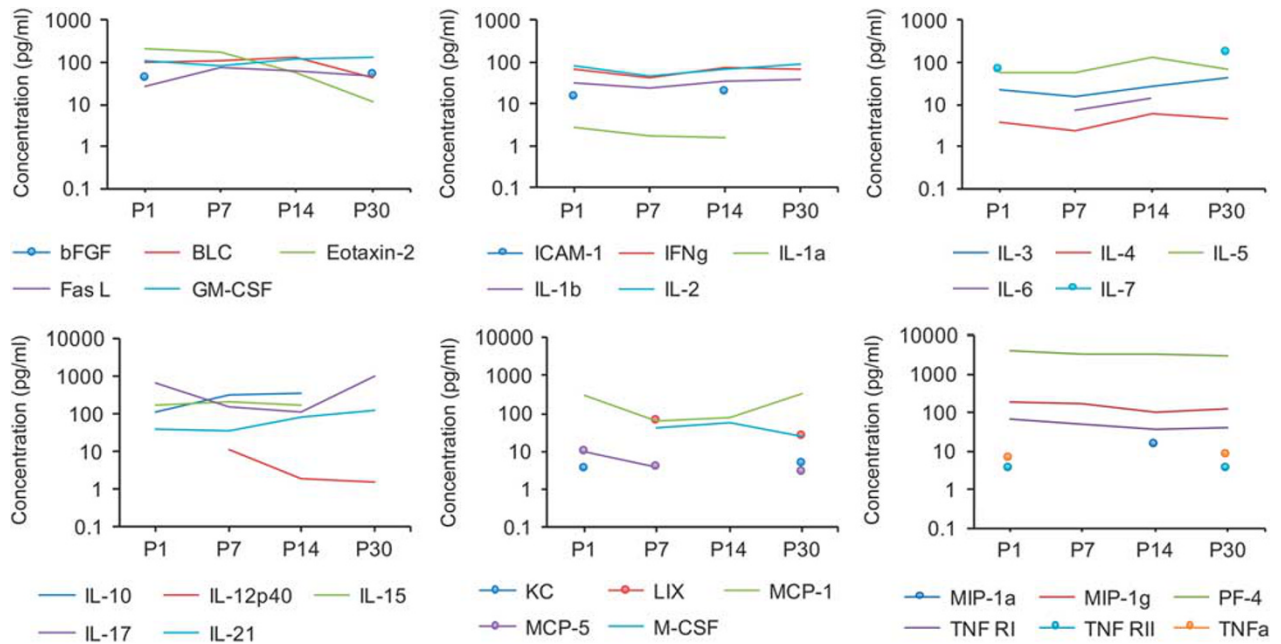 Concentration (pg/ml)
1000
100
10
1
0.1
P1 P7 P14 P30
bFGF BLC Eotaxin-2
Fas L GM-CSF
Concentration (pg/ml)
1000
100
10
1
0.1
P1 P7 P14 P30
ICAM-1 IFNg IL-1a
IL-1b IL-2
Concentration (pg/ml)
1000
100
10
1
0.1
P1 P7 P14 P30
IL-3 IL-4 IL-5
IL-6 IL-7
Concentration (pg/ml)
10000
1000
100
10
1
0.1
P1 P7 P14 P30
IL-10 IL-12p40 IL-15
IL-17 IL-21
Concentration (pg/ml)
10000
1000
100
10
1
0.1
P1 P7 P14 P30
KC LIX MCP-1
MCP-5 M-CSF
Concentration (pg/ml)
10000
1000
100
10
1
0.1
P1 P7 P14 P30
MIP-1a MIP-1g PF-4
TNF RI TNF RII TNFa